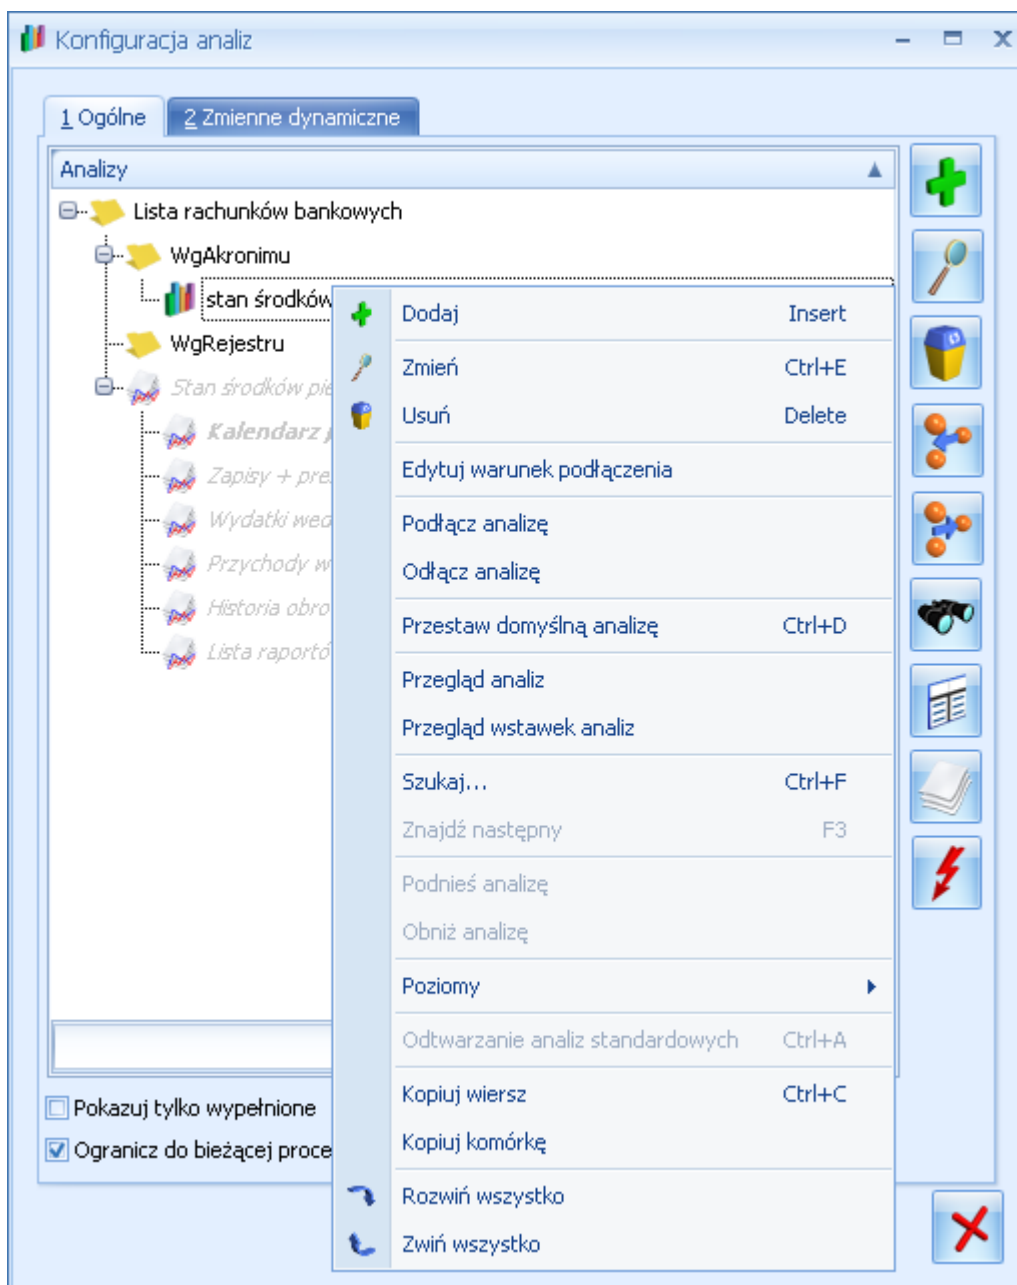 Konfiguracja analiz
1 Ogólne
2 Zmienne dynamiczne
Analizy
Lista rachunków bankowych
WgAkronimu
stan środków
WgRejestru
Stan środków pie
Kalendarz
Zapisy + pre
Wydatki wed
Przychody w
Historia obro
Lista raportó
Dodaj Insert
Zmień Ctrl+E
Usuń Delete
Edytuj warunek podłączenia
Podłącz analizę
Odłącz analizę
Przestaw domyślną analizę Ctrl+D
Przegląd analiz
Przegląd wstawek analiz
Szukaj... Ctrl+F
Znajdź następny F3
Podnieś analizę
Obniż analizę
Poziomy
Odtwarzanie analiz standardowych Ctrl+A
Kopiuj wiersz Ctrl+C
Kopiuj komórkę
Rozwiń wszystko
Zwiń wszystko
Pokazuj tylko wypełnione
Ogranicz do bieżącej proce